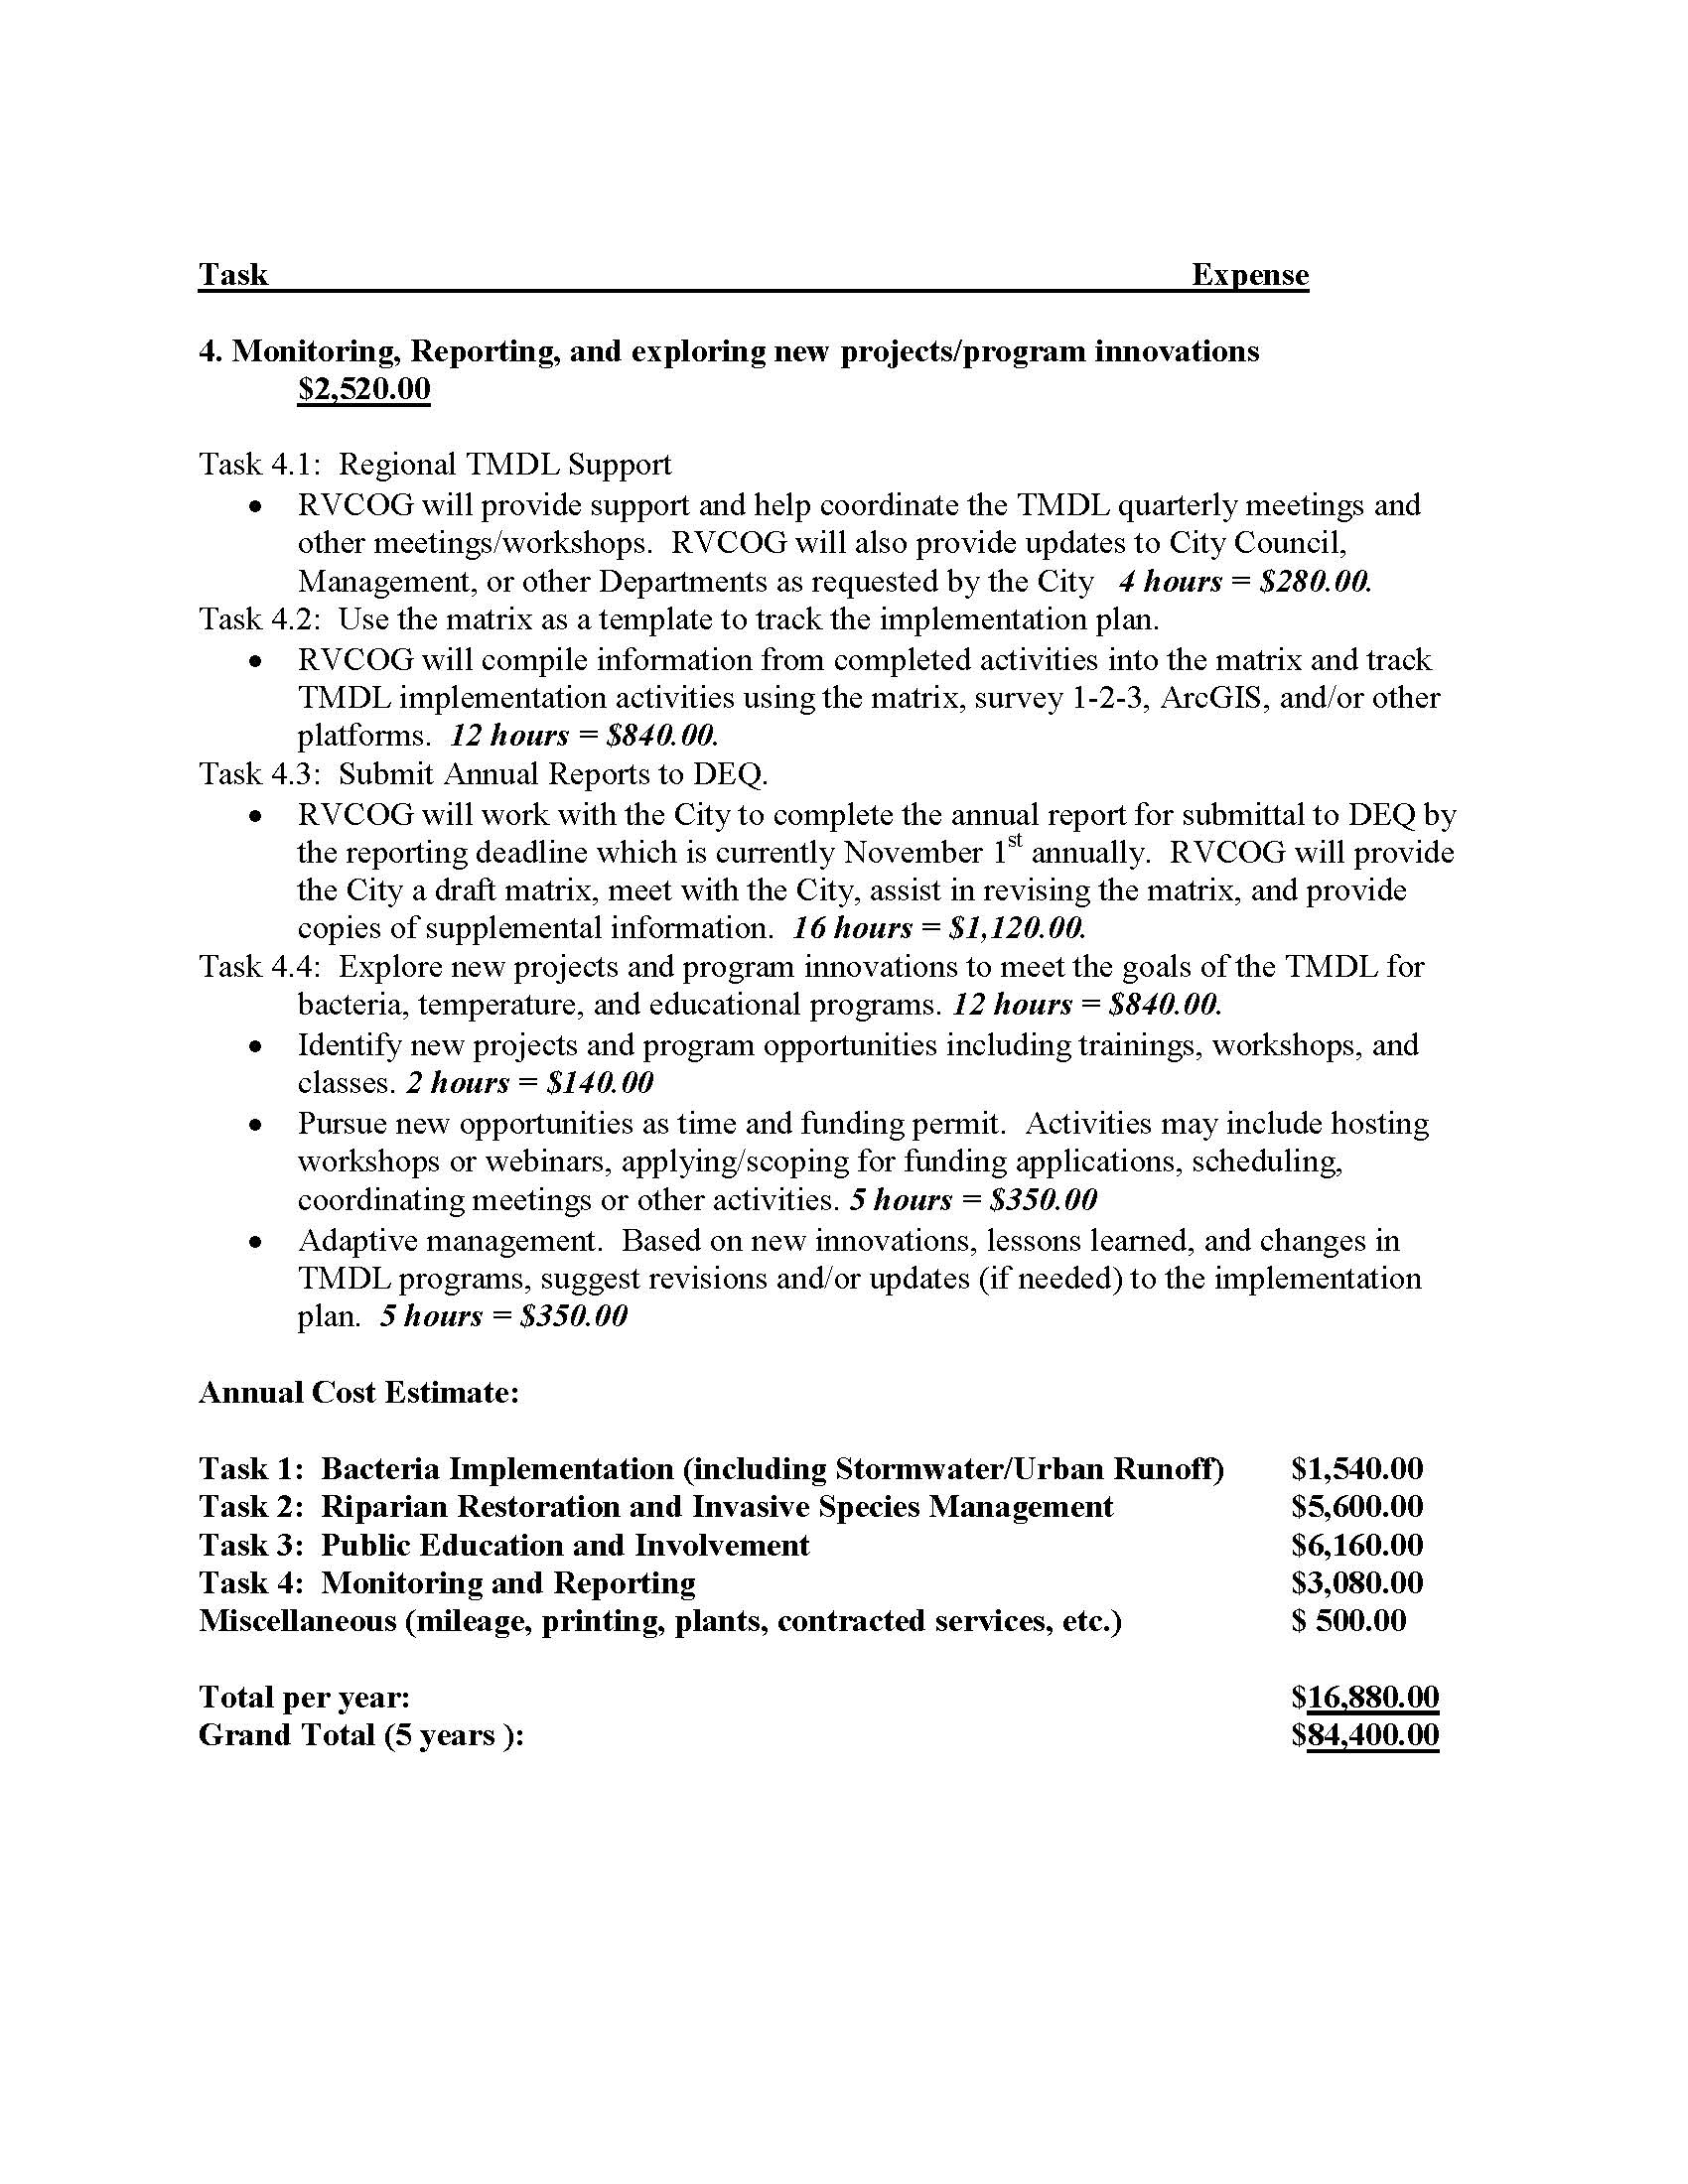 Task Expense
4. Monitoring, Reporting, and exploring new projects/program innovations
$2,520.00
Task 4.1:  Regional TMDL Support
• RVCOG will provide support and help coordinate the TMDL quarterly meetings and
other meetings/workshops.  RVCOG will also provide updates to City Council,
Management, or other Departments as requested by the City   4 hours = $280.00.
Task 4.2:  Use the matrix as a template to track the implementation plan.
• RVCOG will compile information from completed activities into the matrix and track
TMDL implementation activities using the matrix, survey 1-2-3, ArcGIS, and/or other
platforms.  12 hours = $840.00.
Task 4.3:  Submit Annual Reports to DEQ.
• RVCOG will work with the City to complete the annual report for submittal to DEQ by
the reporting deadline which is currently November 1st annually.  RVCOG will provide
the City a draft matrix, meet with the City, assist in revising the matrix, and provide
copies of supplemental information.  16 hours = $1,120.00.
Task 4.4:  Explore new projects and program innovations to meet the goals of the TMDL for
bacteria, temperature, and educational programs. 12 hours = $840.00.
• Identify new projects and program opportunities including trainings, workshops, and
classes. 2 hours = $140.00
• Pursue new opportunities as time and funding permit.  Activities may include hosting
workshops or webinars, applying/scoping for funding applications, scheduling,
coordinating meetings or other activities. 5 hours = $350.00
• Adaptive management.  Based on new innovations, lessons learned, and changes in
TMDL programs, suggest revisions and/or updates (if needed) to the implementation
plan.  5 hours = $350.00
Annual Cost Estimate:
Task 1:  Bacteria Implementation (including Stormwater/Urban Runoff) $1,540.00
Task 2:  Riparian Restoration and Invasive Species Management $5,600.00
Task 3:  Public Education and Involvement $6,160.00
Task 4:  Monitoring and Reporting $3,080.00
Miscellaneous (mileage, printing, plants, contracted services, etc.) $ 500.00
Total per year: $16,880.00
Grand Total (5 years ): $84,400.00